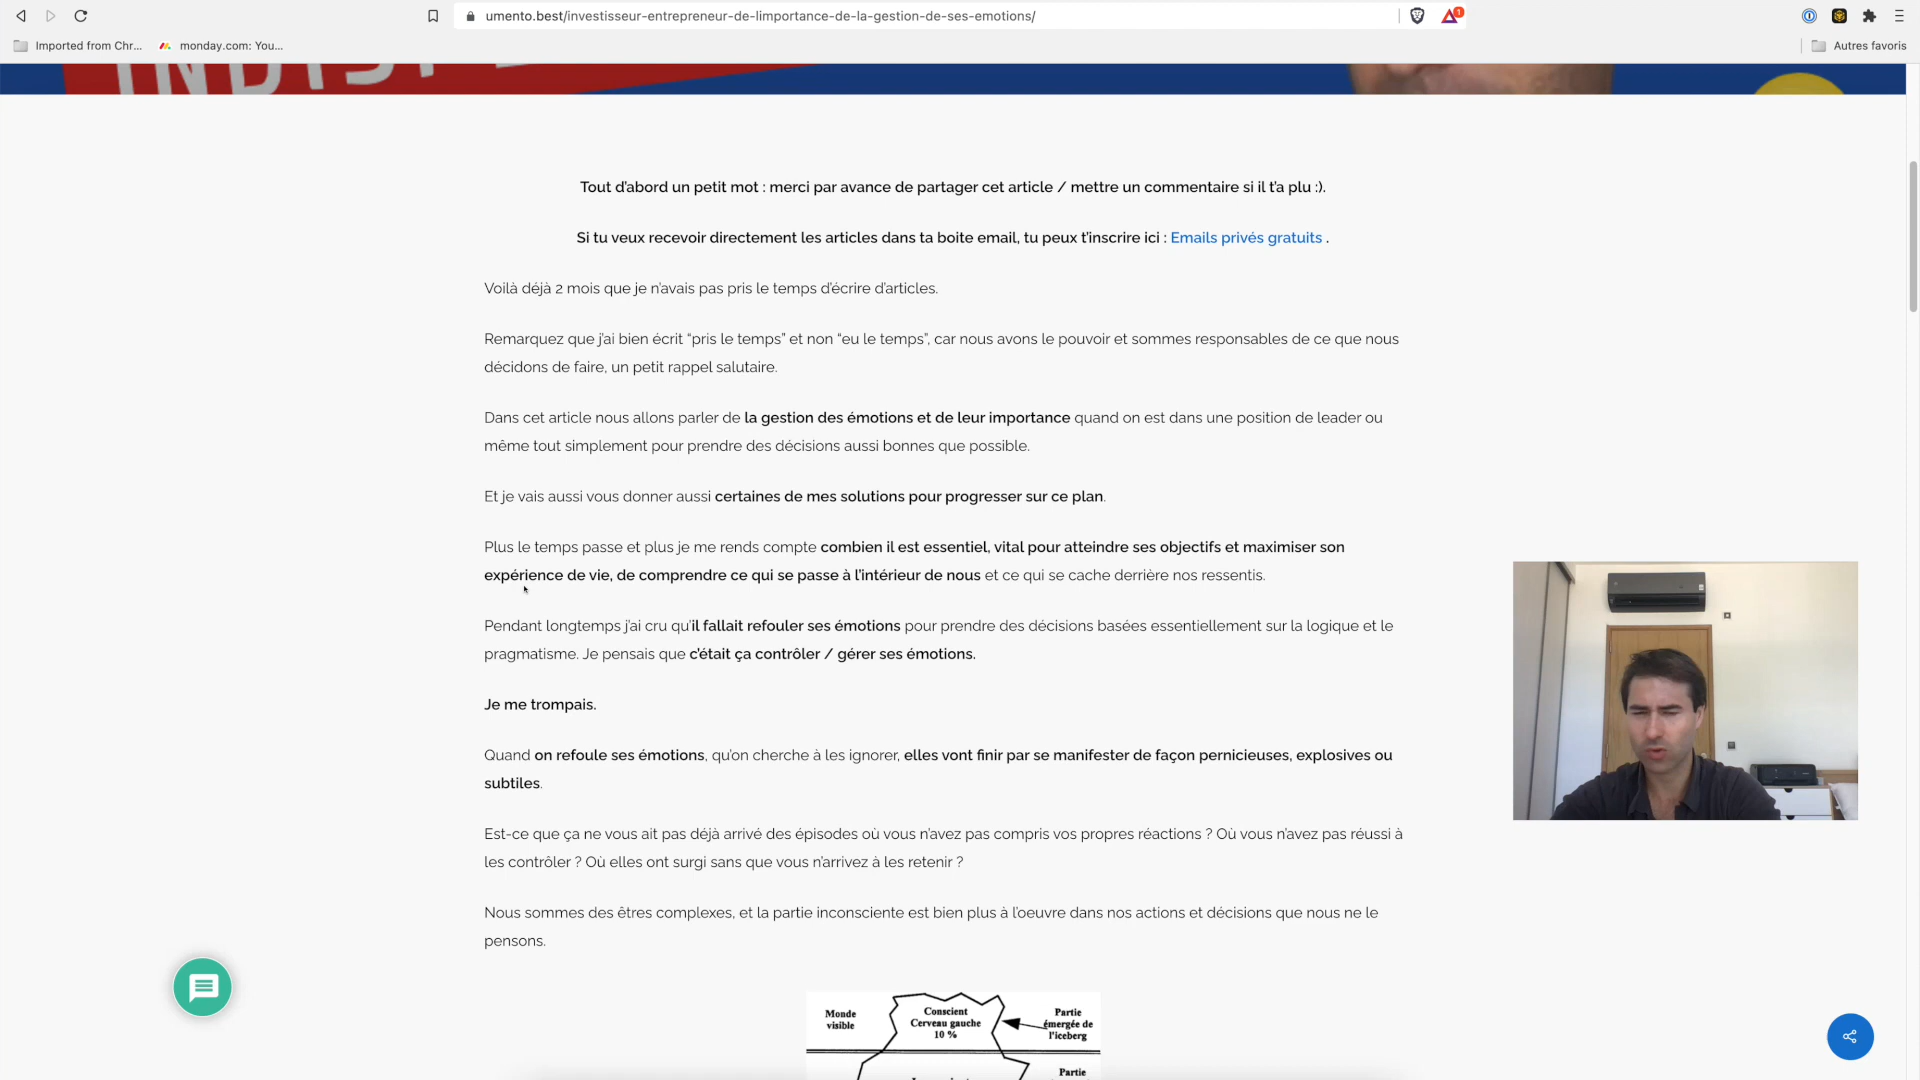 umento.best/investisseur-entrepreneur-de-limportance-de-la-gestion-de-ses-emotions/
1
Imported from Chr...
monday.com: You...
Autres favoris
Tout d'abord un petit mot : merci par avance de partager cet article / mettre un commentaire si il t'a plu :).
Si tu veux recevoir directement les articles dans ta boite email, tu peux t'inscrire ici : Emails privés gratuits .
Voilà déjà 2 mois que je n'avais pas pris le temps d'écrire d'articles.
Remarquez que j'ai bien écrit “pris le temps” et non “eu le temps”, car nous avons le pouvoir et sommes responsables de ce que nous
décidons de faire, un petit rappel salutaire.
Dans cet article nous allons parler de la gestion des émotions et de leur importance quand on est dans une position de leader ou
même tout simplement pour prendre des décisions aussi bonnes que possible.
Et je vais aussi vous donner aussi certaines de mes solutions pour progresser sur ce plan.
Plus le temps passe et plus je me rends compte combien il est essentiel, vital pour atteindre ses objectifs et maximiser son
expérience de vie, de comprendre ce qui se passe à l'intérieur de nous et ce qui se cache derrière nos ressentis.
Pendant longtemps j'ai cru qu'il fallait refouler ses émotions pour prendre des décisions basées essentiellement sur la logique et le
pragmatisme. Je pensais que c'était ça contrôler / gérer ses émotions.
Je me trompais.
Quand on refoule ses émotions, qu'on cherche à les ignorer, elles vont finir par se manifester de façon pernicieuses, explosives ou
subtiles.
Est-ce que ça ne vous ait pas déjà arrivé des épisodes où vous n'avez pas compris vos propres réactions ? Où vous n'avez pas réussi à
les contrôler ? Où elles ont surgi sans que vous n'arrivez à les retenir ?
Nous sommes des êtres complexes, et la partie inconsciente est bien plus à l'oeuvre dans nos actions et décisions que nous ne le
pensons.
Monde
visible
Conscient
Cerveau gauche
10 %
Partie
émergée de
l'iceberg
Partie